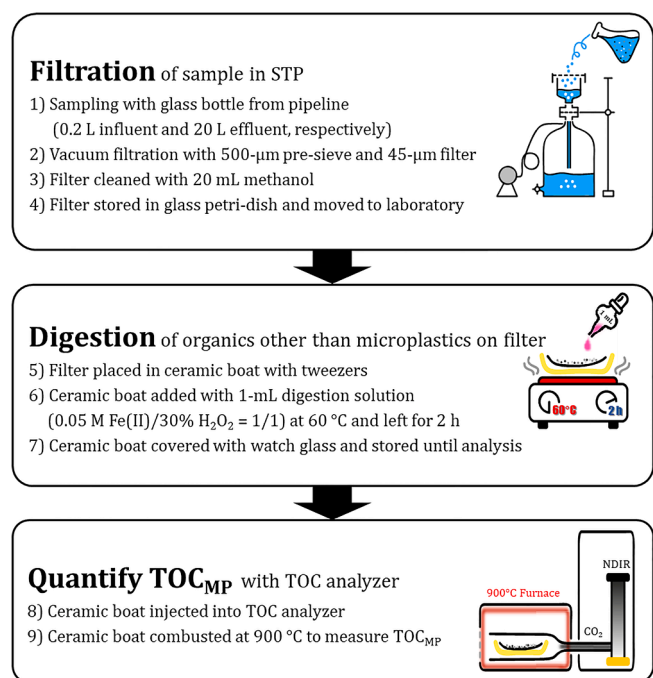 Filtration of sample in STP
1) Sampling with glass bottle from pipeline
(0.2 L influent and 20 L effluent, respectively)
2) Vacuum filtration with 500-μm pre-sieve and 45-μm filter
3) Filter cleaned with 20 mL methanol
4) Filter stored in glass petri-dish and moved to laboratory
Digestion of organics other than microplastics on filter
1 mL
5) Filter placed in ceramic boat with tweezers
6) Ceramic boat added with 1-mL digestion solution
(0.05 M Fe(II)/30% H₂O₂ = 1/1) at 60 °C and left for 2 h
60°C
2 h
7) Ceramic boat covered with watch glass and stored until analysis
Quantify TOC_MP with TOC analyzer
8) Ceramic boat injected into TOC analyzer
9) Ceramic boat combusted at 900 °C to measure TOC_MP
NDIR
900°C Furnace
CO₂